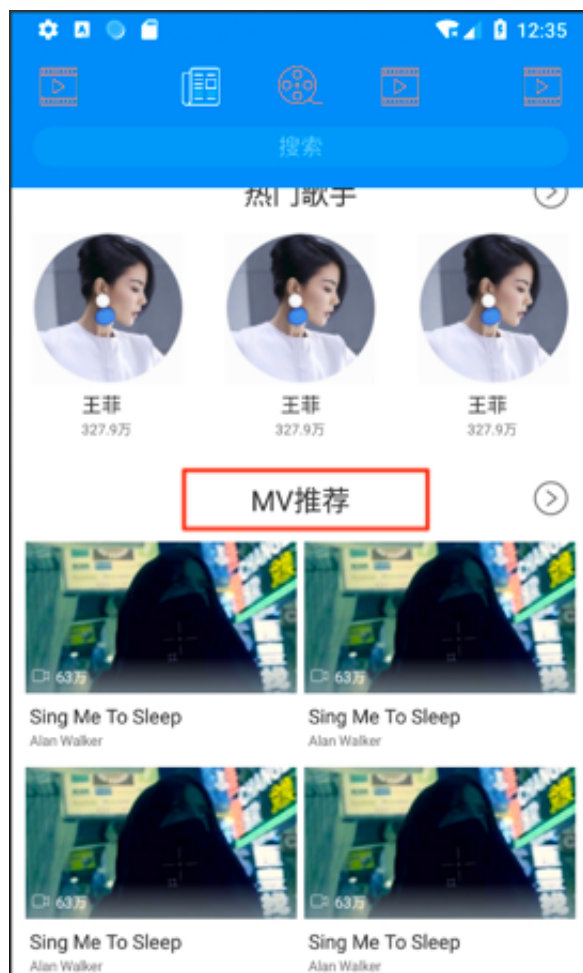 12:35
搜索
热门歌手
王菲 王菲 王菲
327.9万 327.9万 327.9万
MV推荐
63万 63万
Sing Me To Sleep Sing Me To Sleep
Alan Walker Alan Walker
63万 63万
Sing Me To Sleep Sing Me To Sleep
Alan Walker Alan Walker